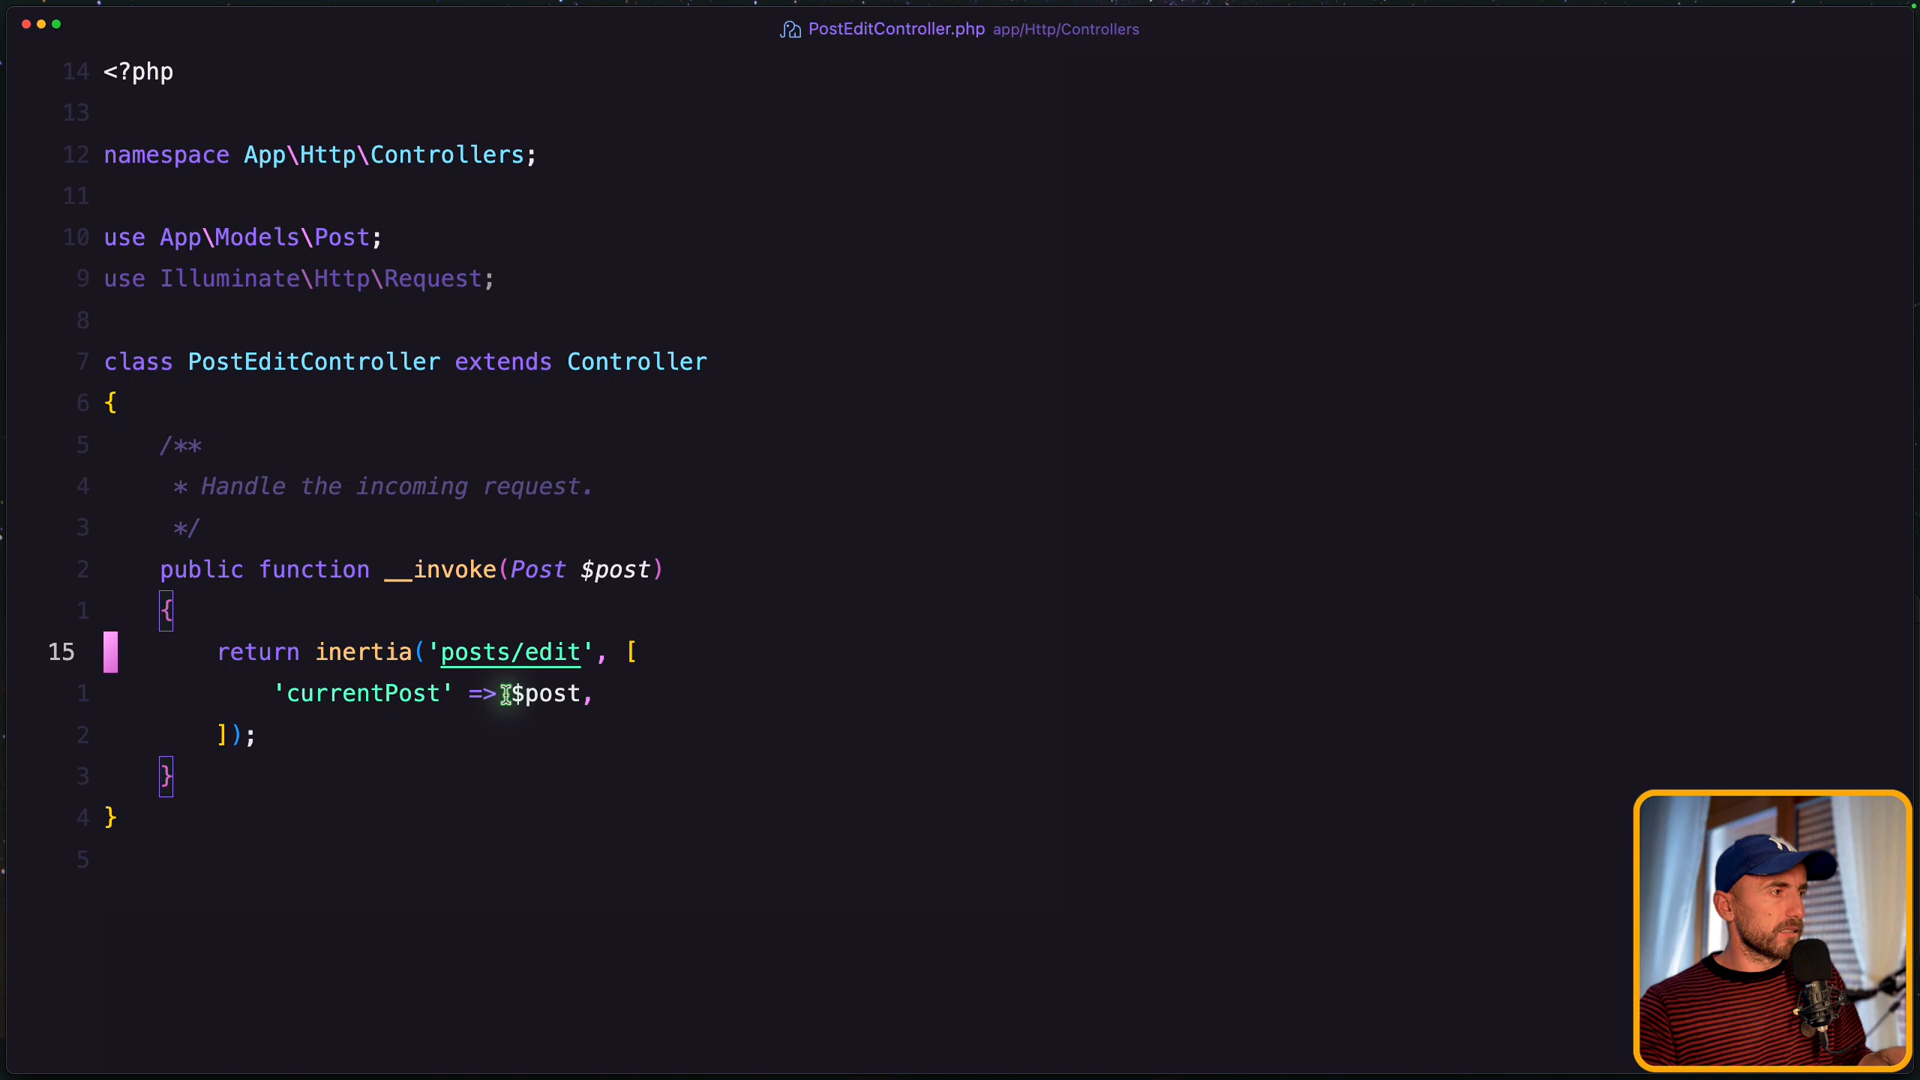 PostEditController.php app/Http/Controllers
14 <?php
13
12 namespace App\Http\Controllers;
11
10 use App\Models\Post;
9 use Illuminate\Http\Request;
8
7 class PostEditController extends Controller
6 {
5 /**
4 * Handle the incoming request.
3 */
2 public function __invoke(Post $post)
1 {
15 return inertia('posts/edit', [
1 'currentPost' => $post,
2 ]);
3 }
4 }
5